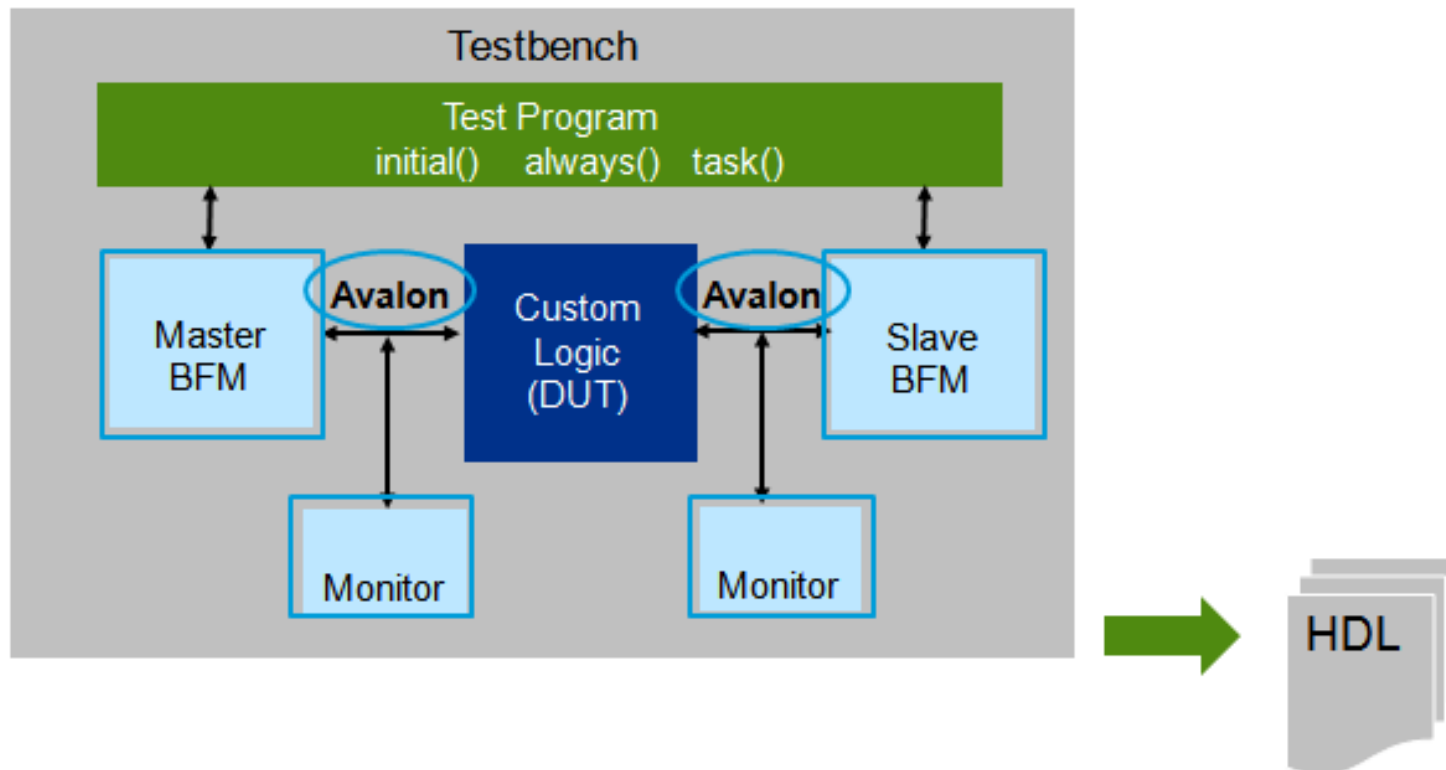 Testbench
Test Program
initial() always() task()
Avalon
Avalon
Master
BFM
Custom
Logic
(DUT)
Slave
BFM
Monitor
Monitor
HDL